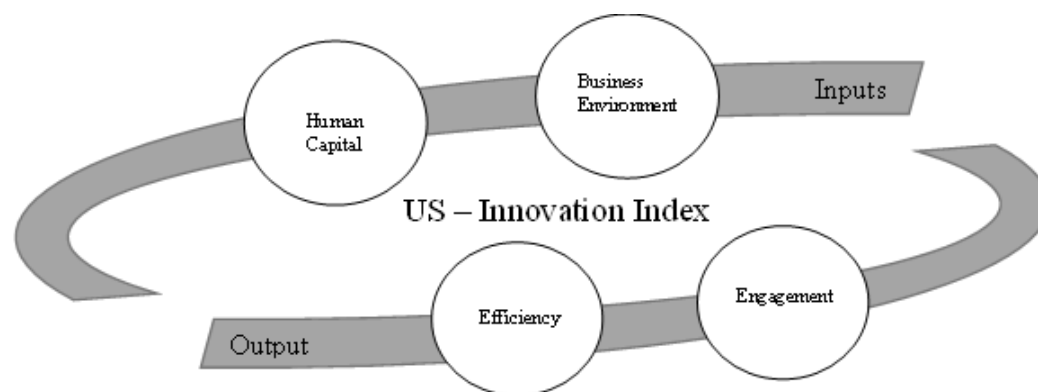 Business
Environment
Inputs
Human
Capital
US – Innovation Index
Engagement
Efficiency
Output